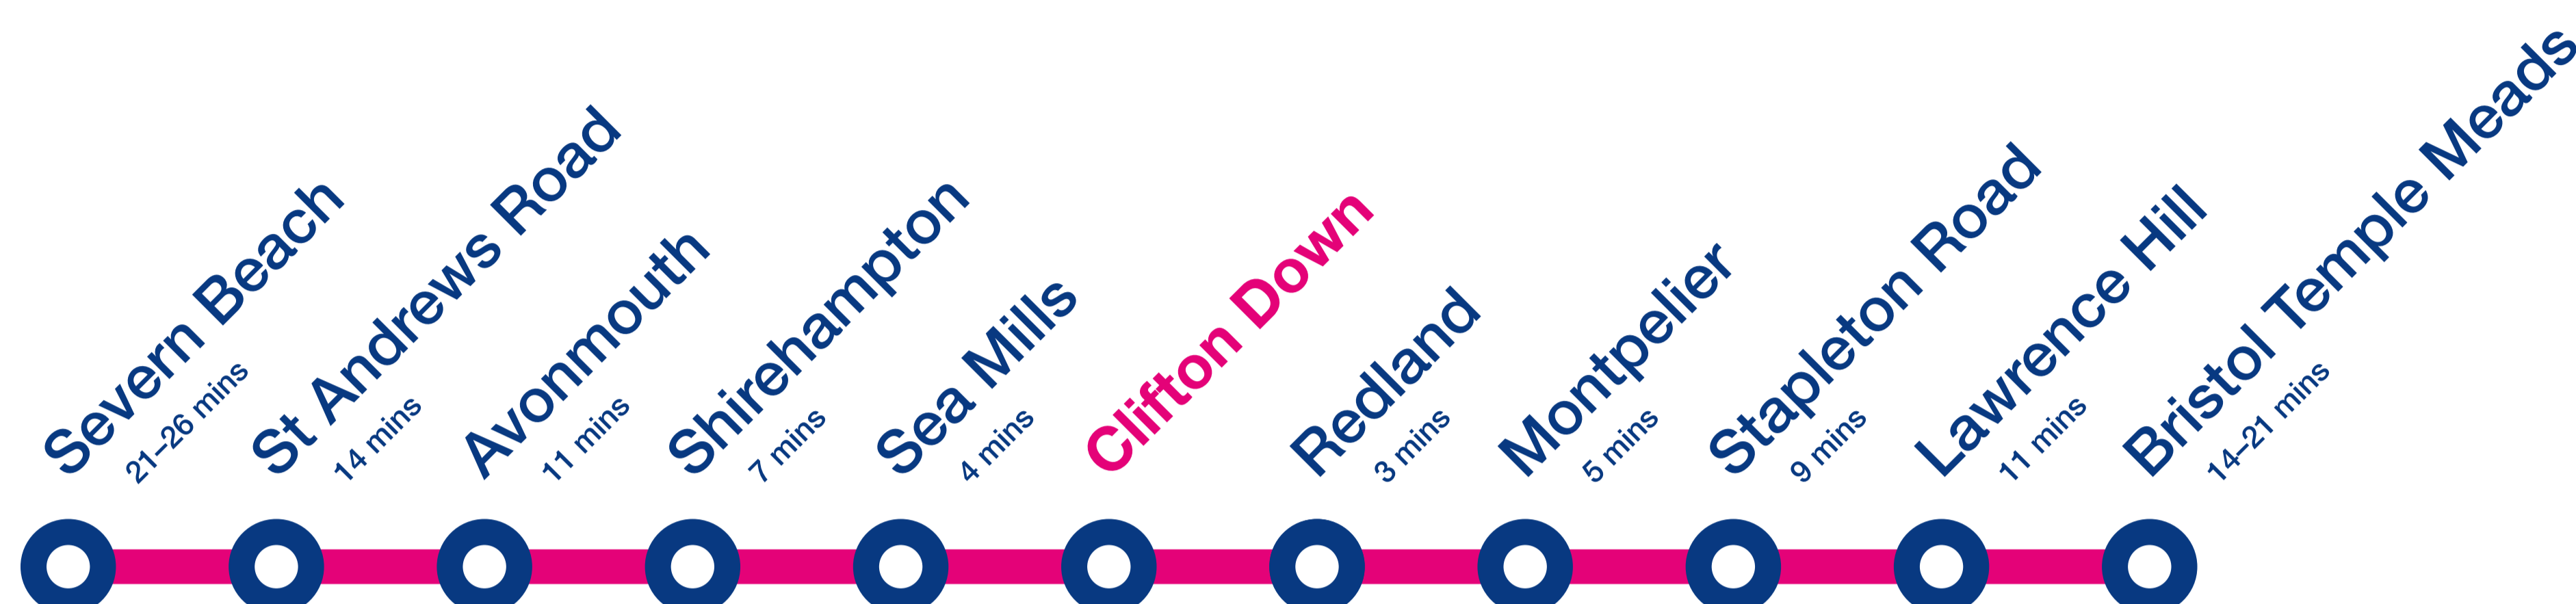 Severn Beach
21–26 mins
St Andrews Road
14 mins
Avonmouth
11 mins
Shirehampton
7 mins
Sea Mills
4 mins
Clifton Down
Redland
3 mins
Montpelier
5 mins
Stapleton Road
9 mins
Lawrence Hill
11 mins
Bristol Temple Meads
14–21 mins